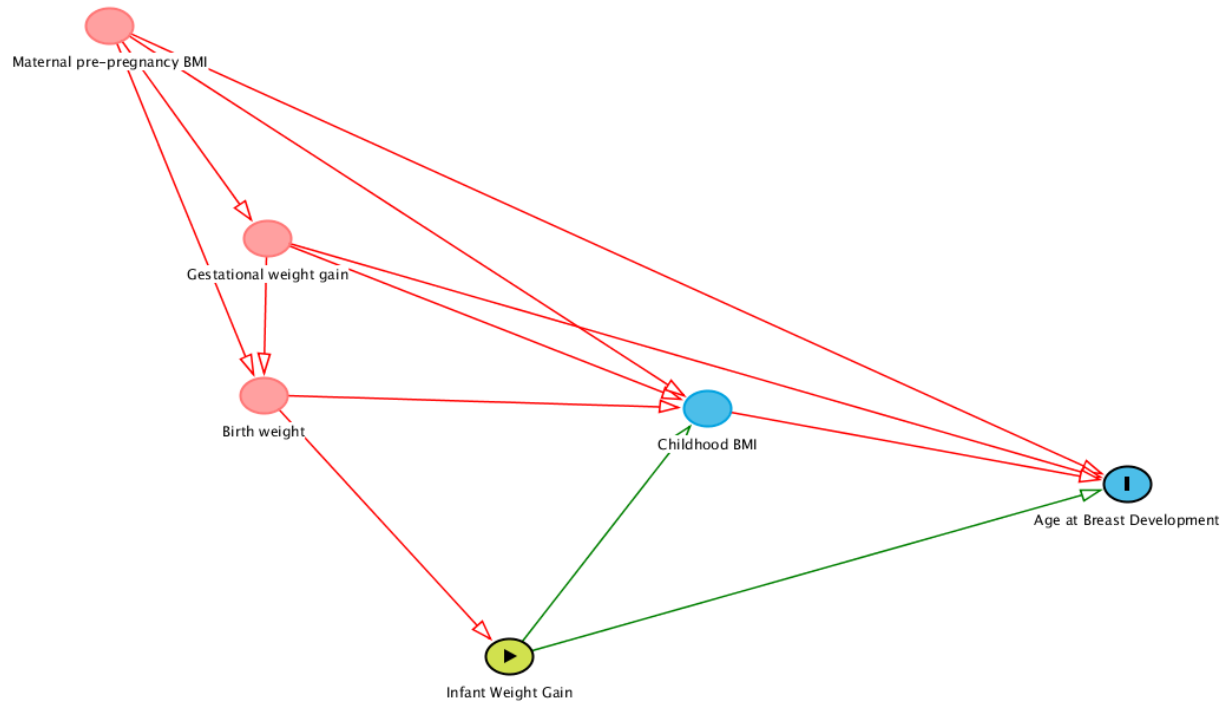 Maternal pre-pregnancy BMI
Gestational weight gain
Birth weight
Childhood BMI
Age at Breast Development
Infant Weight Gain